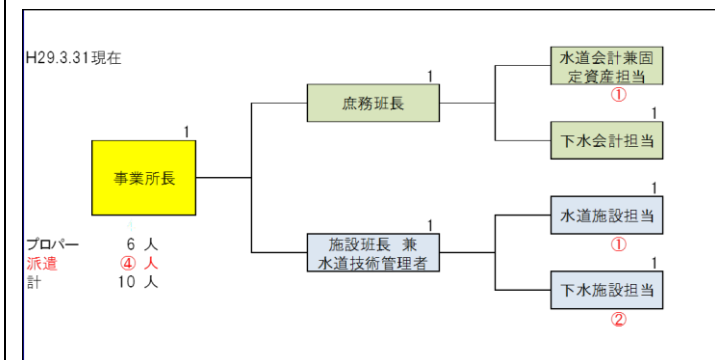 H29.3.31現在
1
事業所長
プロパー 6 人
派遣 ④ 人
計 10 人
1
庶務班長
1
施設班長 兼
水道技術管理者
1
水道会計兼固
定資産担当
①
1
下水会計担当
1
水道施設担当
①
1
下水施設担当
②